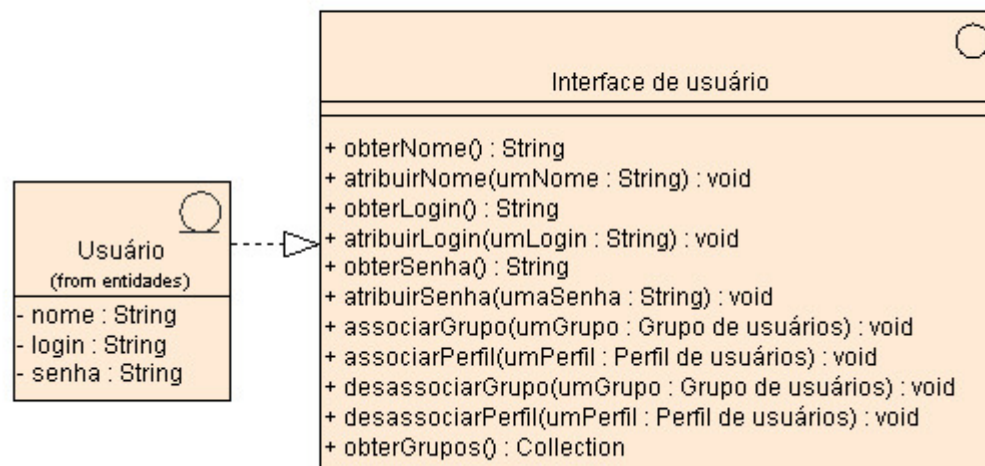 Interface de usuário
+ obterNome() : String
+ atribuirNome(umNome : String) : void
+ obterLogin() : String
+ atribuirLogin(umLogin : String) : void
+ obterSenha() : String
+ atribuirSenha(umaSenha : String) : void
+ associarGrupo(umGrupo : Grupo de usuários) : void
+ associarPerfil(umPerfil : Perfil de usuários) : void
+ desassociarGrupo(umGrupo : Grupo de usuários) : void
+ desassociarPerfil(umPerfil : Perfil de usuários) : void
+ obterGrupos() : Collection
Usuário
(from entidades)
- nome : String
- login : String
- senha : String